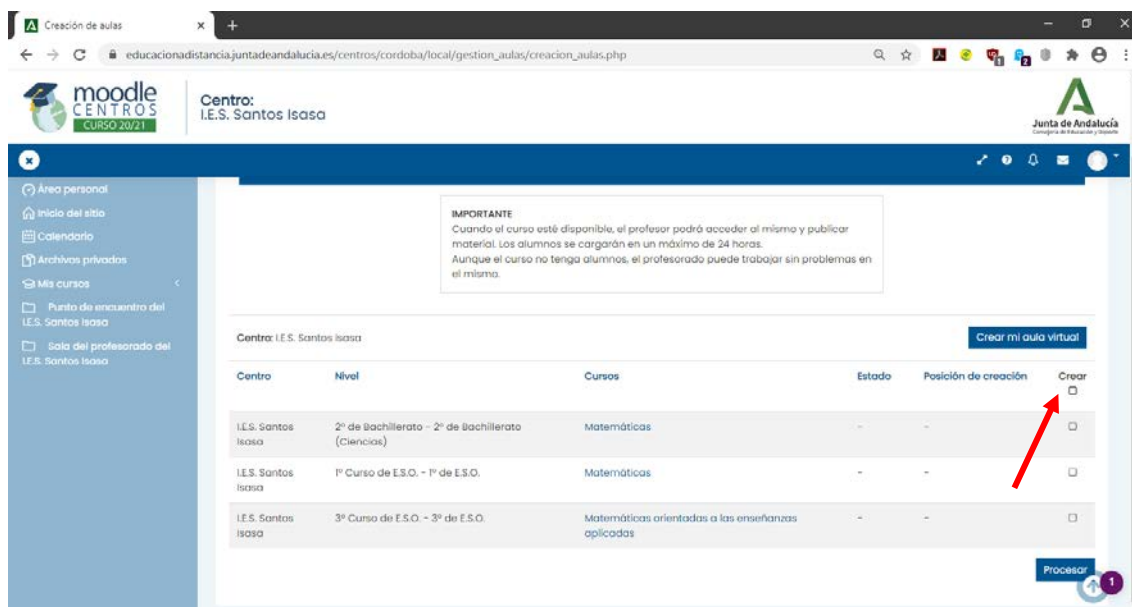 Creación de aulas
educacionadistancia.juntadeandalucia.es/centros/cordoba/local/gestion_aulas/creacion_aulas.php
1
2
moodle
CENTROS
CURSO 20/21
Centro:
I.E.S. Santos Isasa
Junta de Andalucía
Consejería de Educación y Deporte
Área personal
Inicio del sitio
Calendario
Archivos privados
Mis cursos
Punto de encuentro del
I.E.S. Santos Isasa
Sala del profesorado del
I.E.S. Santos Isasa
IMPORTANTE
Cuando el curso esté disponible, el profesor podrá acceder al mismo y publicar
material. Los alumnos se cargarán en un máximo de 24 horas.
Aunque el curso no tenga alumnos, el profesorado puede trabajar sin problemas en
el mismo.
Centro: I.E.S. Santos Isasa
Crear mi aula virtual
Centro Nivel Cursos Estado Posición de creación Crear
I.E.S. Santos 2º de Bachillerato - 2º de Bachillerato Matemáticas - -
Isasa (Ciencias)
I.E.S. Santos 1º Curso de E.S.O. - 1º de E.S.O. Matemáticas - -
Isasa
I.E.S. Santos 3º Curso de E.S.O. - 3º de E.S.O. Matemáticas orientadas a las enseñanzas - -
Isasa aplicadas
Procesar
1